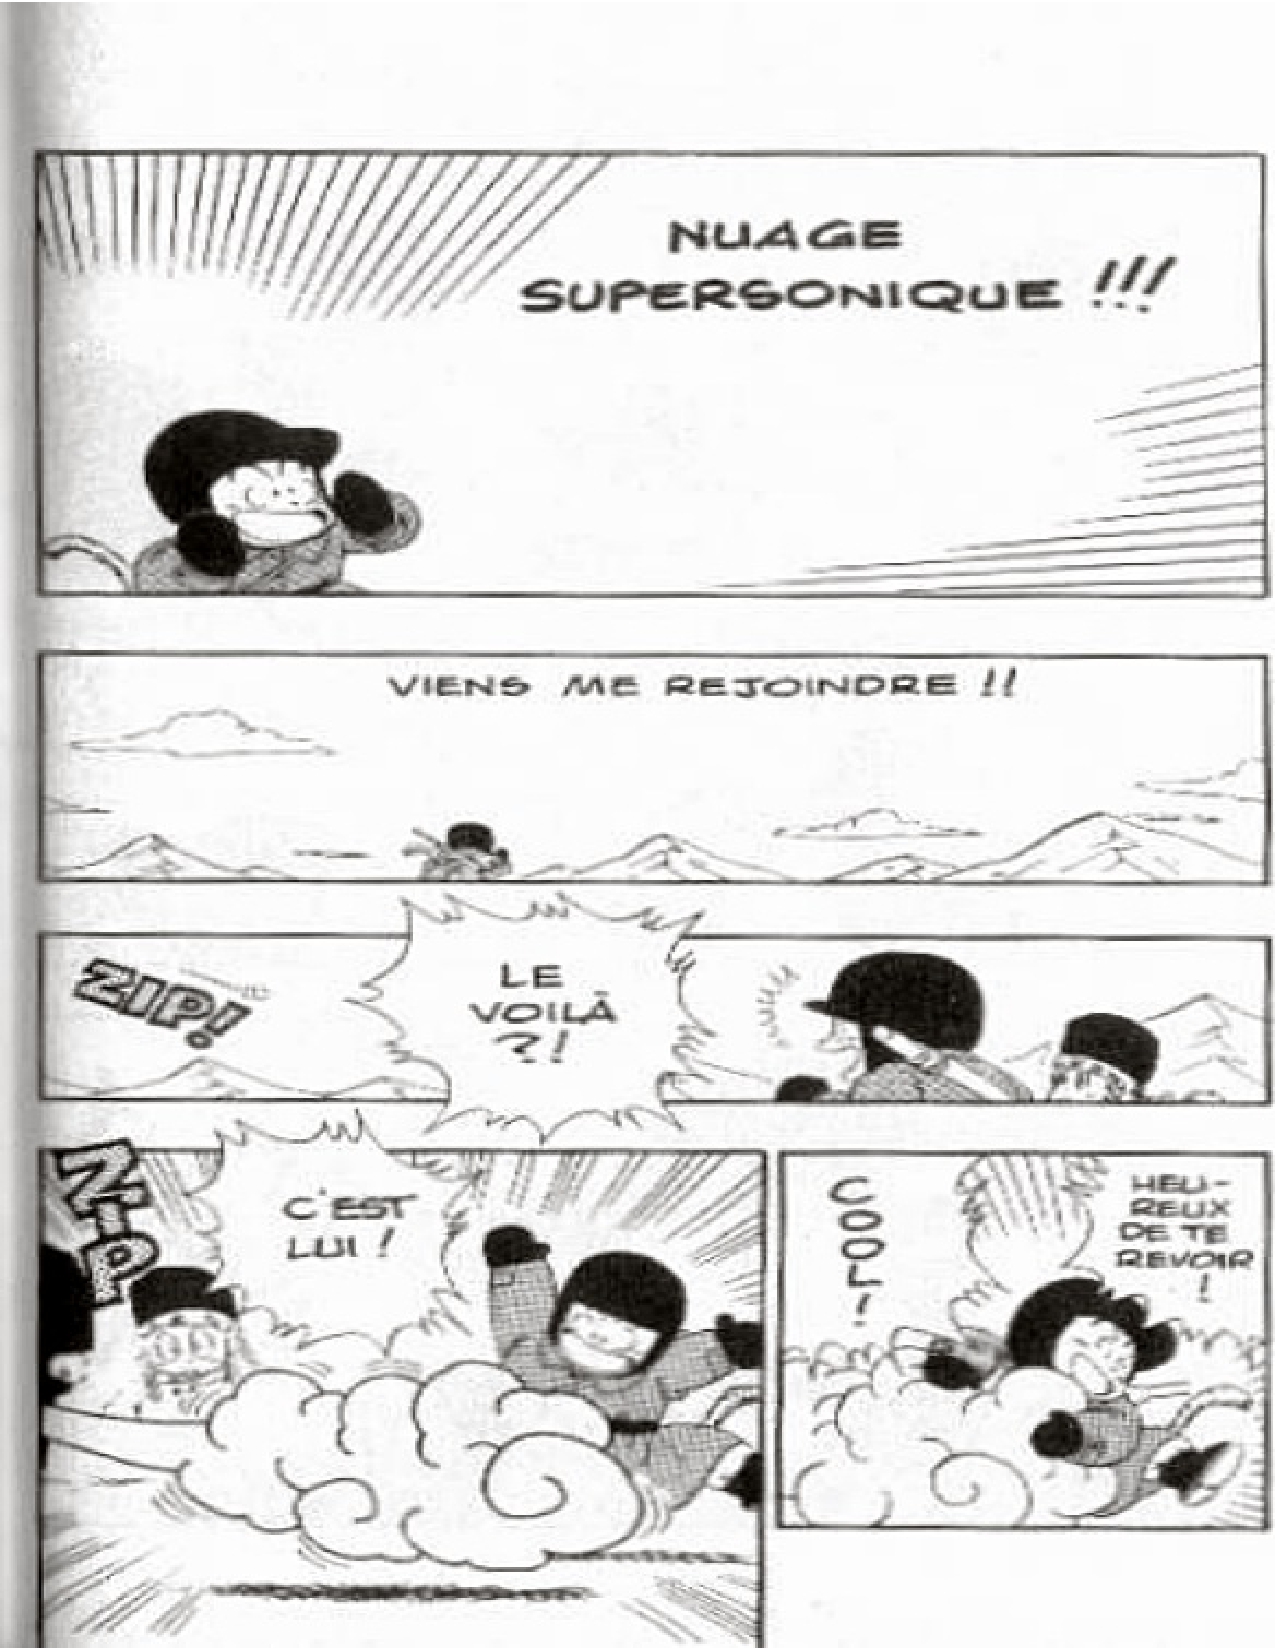 NUAGE
SUPERSONIQUE !!!
VIENS ME REJOINDRE !!
ZIP!
LE
VOILÀ
?!
N-P
C'EST
LUI !
HEU-
REUX
DE TE
REVOIR
!
COOL!